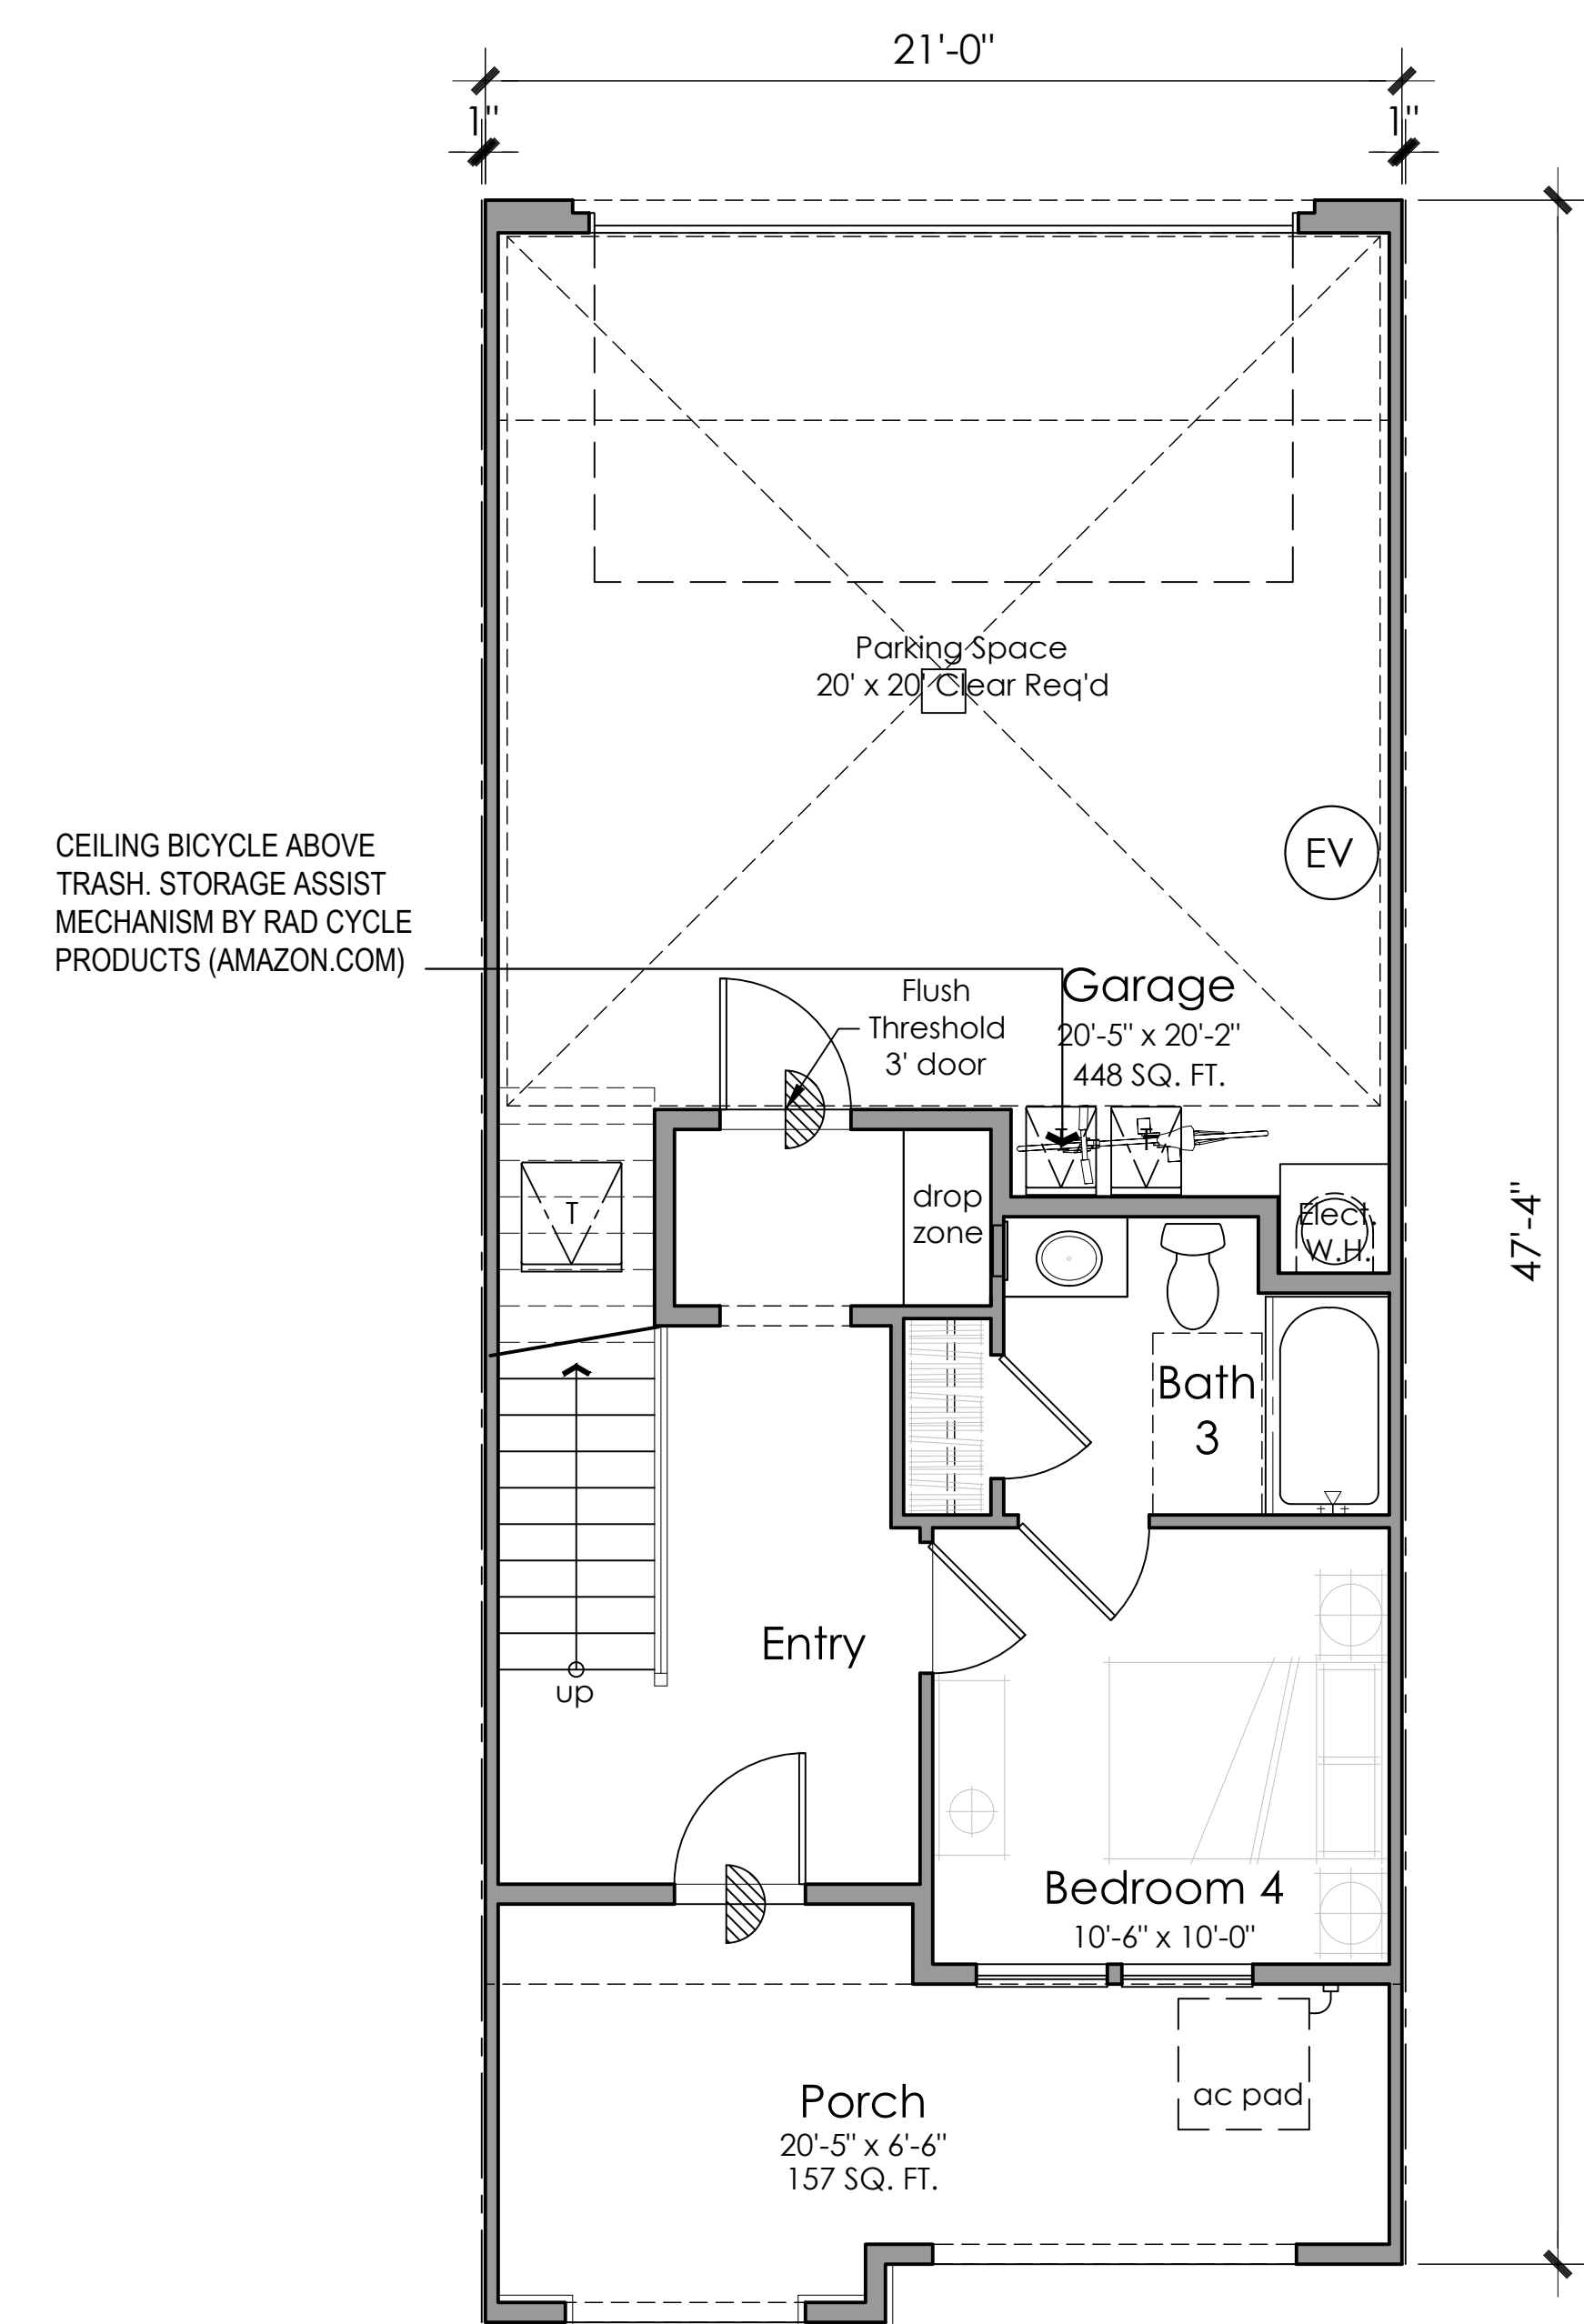 21'-0"
1"
1"
Parking Space
20' x 20' Clear Req'd
EV
CEILING BICYCLE ABOVE
TRASH. STORAGE ASSIST
MECHANISM BY RAD CYCLE
PRODUCTS (AMAZON.COM)
Flush
Threshold
3' door
Garage
20'-5" x 20'-2"
448 SQ. FT.
T
T
T
drop
zone
Elect.
W.H.
47'-4"
Bath
3
Entry
up
Bedroom 4
10'-6" x 10'-0"
ac pad
Porch
20'-5" x 6'-6"
157 SQ. FT.